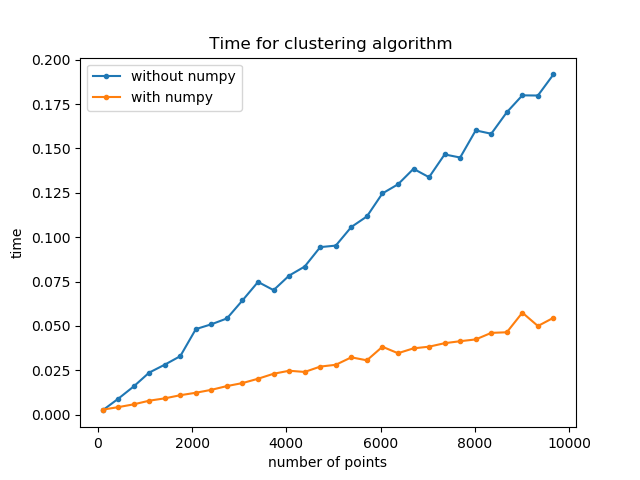 Time for clustering algorithm
without numpy
with numpy
0.200
0.175
0.150
0.125
0.100
0.075
0.050
0.025
0.000
time
0 2000 4000 6000 8000 10000
number of points